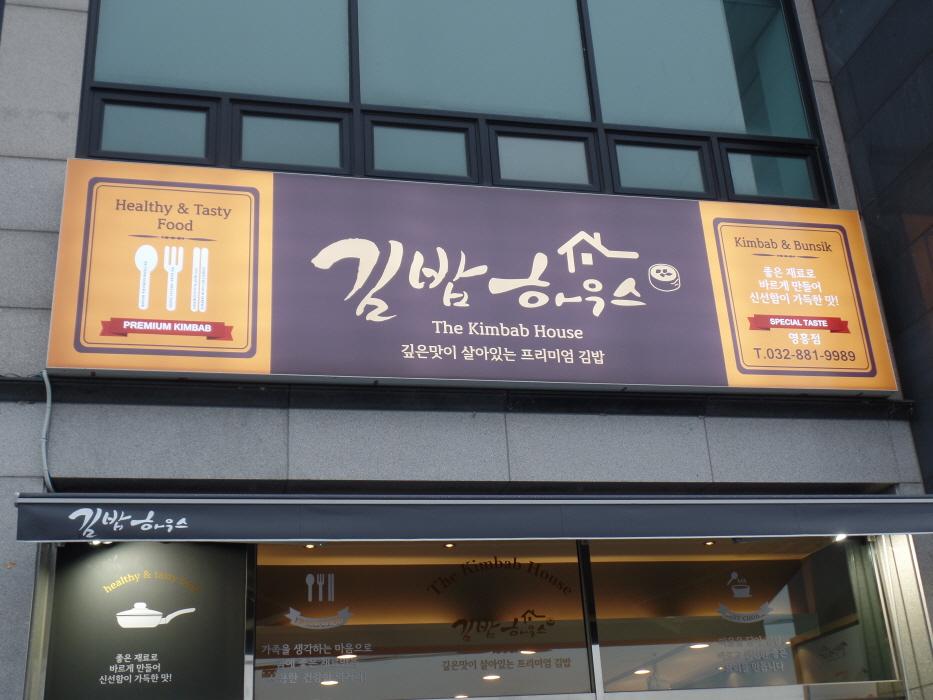 Healthy & Tasty
Food
PREMIUM KIMBAB
김밥하우스
The Kimbab House
깊은맛이 살아있는 프리미엄 김밥
Kimbab & Bunsik
좋은 재료로
바르게 만들어
신선함이 가득한 맛!
SPECIAL TASTE
영흥점
T.032-881-9989
김밥하우스
healthy & tasty food
좋은 재료로
바르게 만들어
신선함이 가득한 맛!
가족을 생각하는 마음으로
The Kimbab House
김밥하우스
깊은맛이 살아있는 프리미엄 김밥